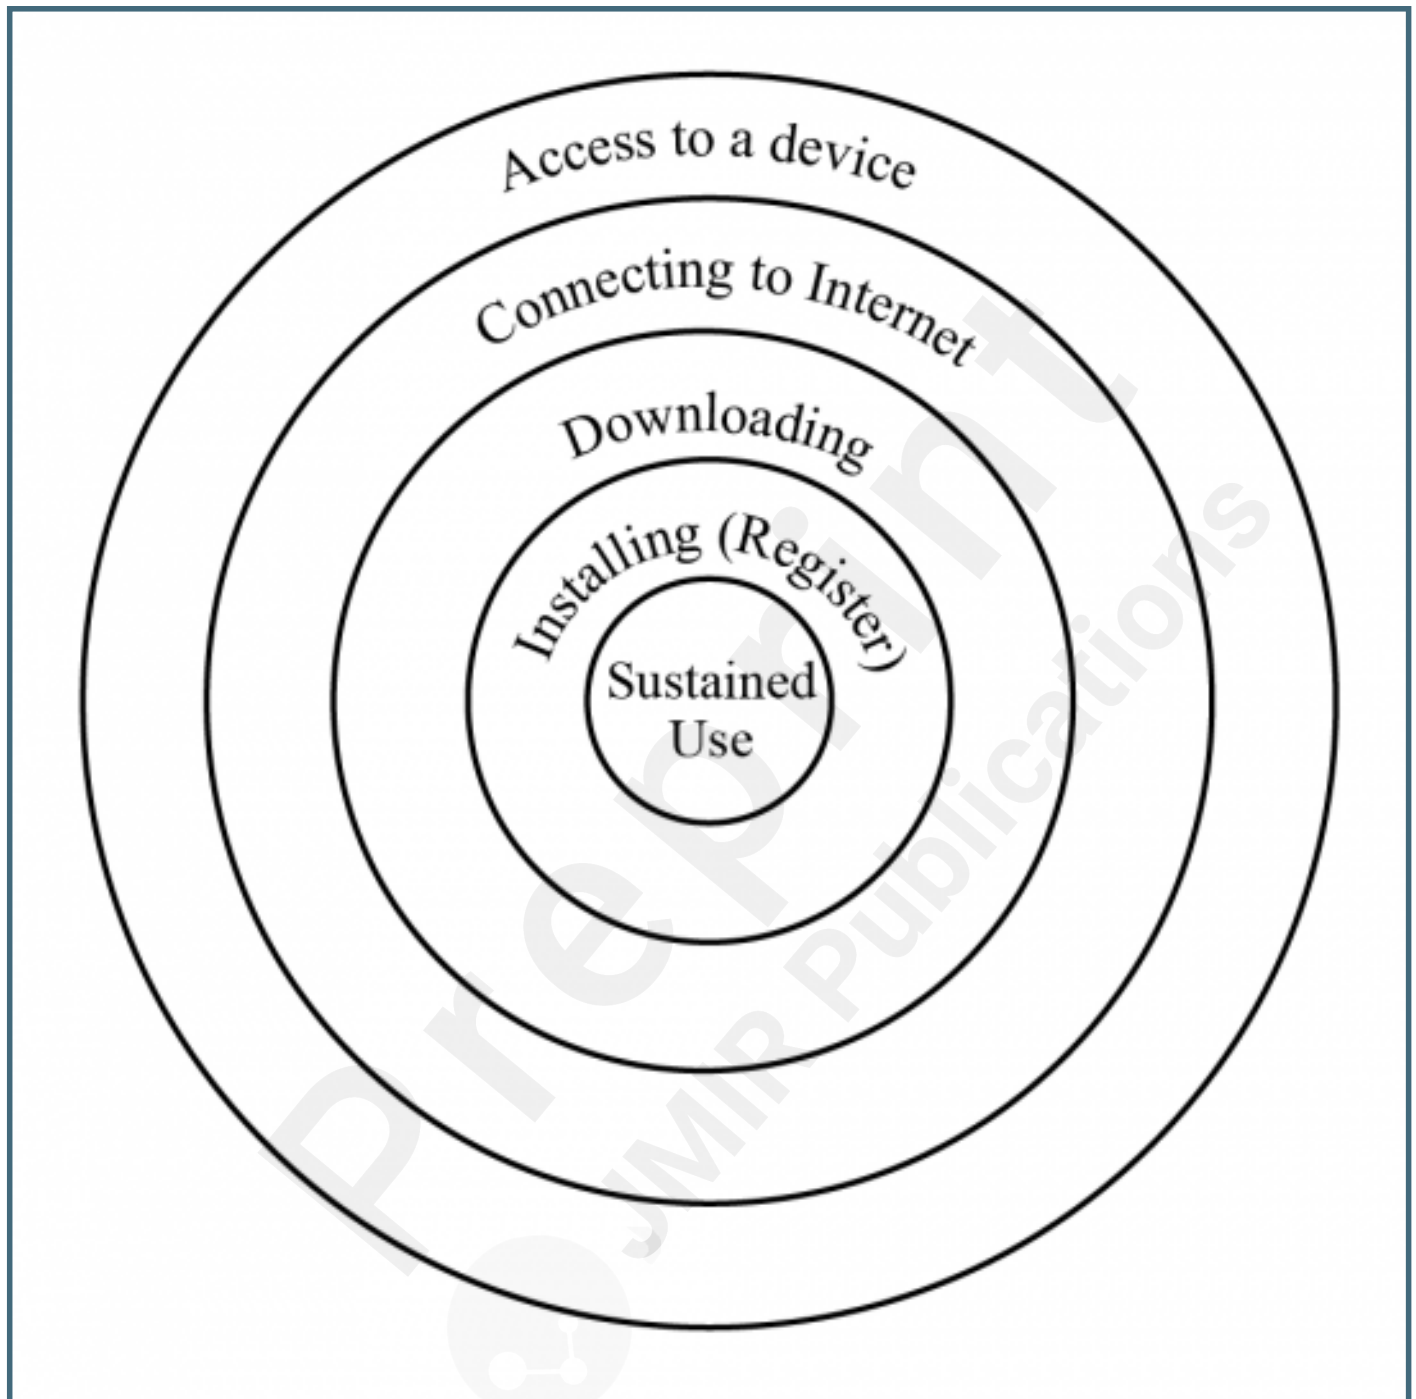 Access to a device
Connecting to Internet
Downloading
Installing (Register)
Sustained
Use
Preprint
JMIR Publications